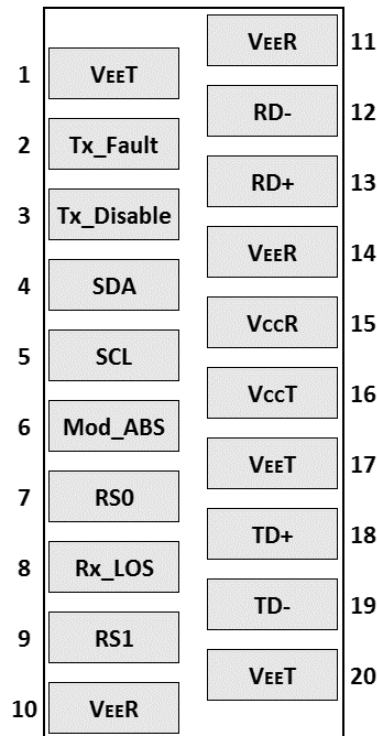 1 VEET
2 Tx_Fault
3 Tx_Disable
4 SDA
5 SCL
6 Mod_ABS
7 RS0
8 Rx_LOS
9 RS1
10 VEER
VEER 11
RD- 12
RD+ 13
VEER 14
VCCR 15
VCCT 16
VEET 17
TD+ 18
TD- 19
VEET 20